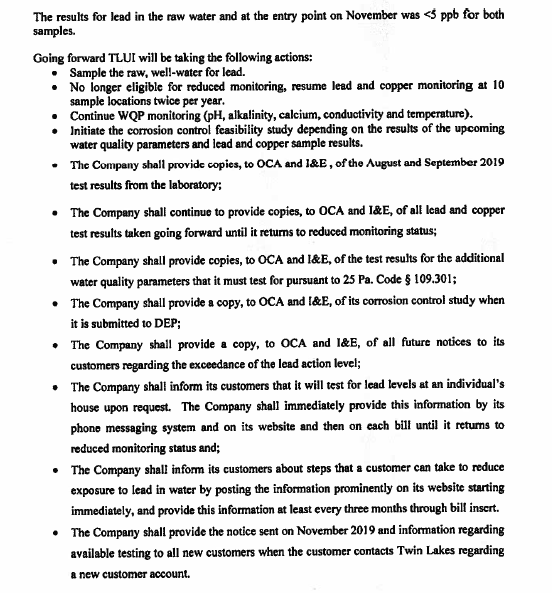 The results for lead in the raw water and at the entry point on November was <5 ppb for both
samples.
Going forward TLUI will be taking the following actions:
• Sample the raw, well-water for lead.
• No longer eligible for reduced monitoring, resume lead and copper monitoring at 10
sample locations twice per year.
• Continue WQP monitoring (pH, alkalinity, calcium, conductivity and temperature).
• Initiate the corrosion control feasibility study depending on the results of the upcoming
water quality parameters and lead and copper sample results.
• The Company shall provide copies, to OCA and I&E, of the August and September 2019
test results from the laboratory;
• The Company shall continue to provide copies, to OCA and I&E, of all lead and copper
test results taken going forward until it returns to reduced monitoring status;
• The Company shall provide copies, to OCA and I&E, of the test results for the additional
water quality parameters that it must test for pursuant to 25 Pa. Code § 109.301;
• The Company shall provide a copy, to OCA and I&E, of its corrosion control study when
it is submitted to DEP;
• The Company shall provide a copy, to OCA and I&E, of all future notices to its
customers regarding the exceedance of the lead action level;
• The Company shall inform its customers that it will test for lead levels at an individual's
house upon request. The Company shall immediately provide this information by its
phone messaging system and on its website and then on each bill until it returns to
reduced monitoring status and;
• The Company shall inform its customers about steps that a customer can take to reduce
exposure to lead in water by posting the information prominently on its website starting
immediately, and provide this information at least every three months through bill insert.
• The Company shall provide the notice sent on November 2019 and information regarding
available testing to all new customers when the customer contacts Twin Lakes regarding
a new customer account.